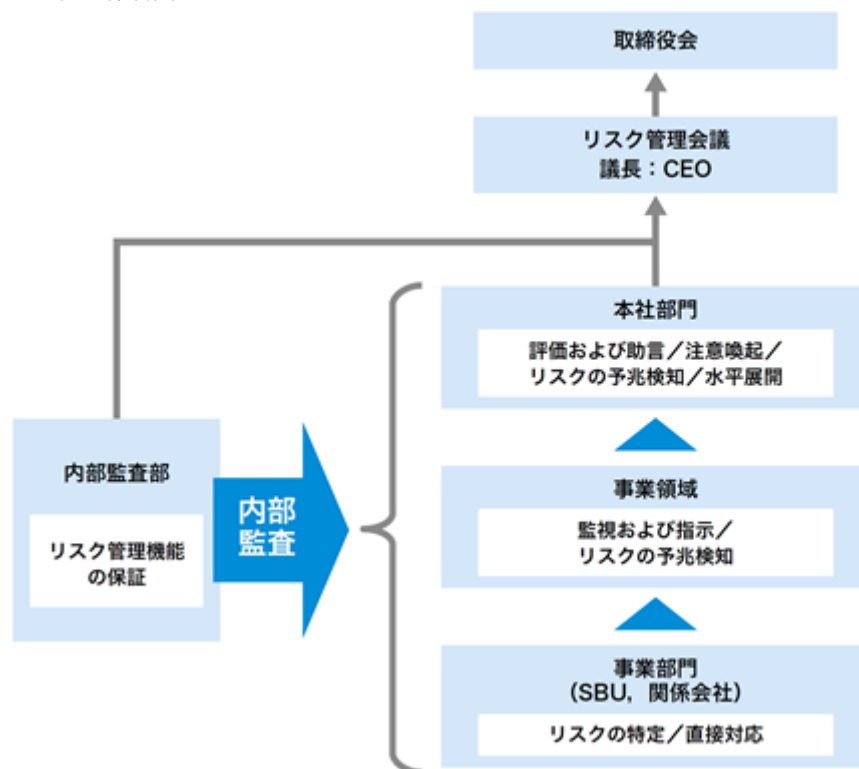 取締役会
リスク管理会議
議長：CEO
本社部門
評価および助言／注意喚起／
リスクの予兆検知／水平展開
内部監査部
リスク管理機能
の保証
内部
監査
事業領域
監視および指示／
リスクの予兆検知
事業部門
（SBU，関係会社）
リスクの特定／直接対応